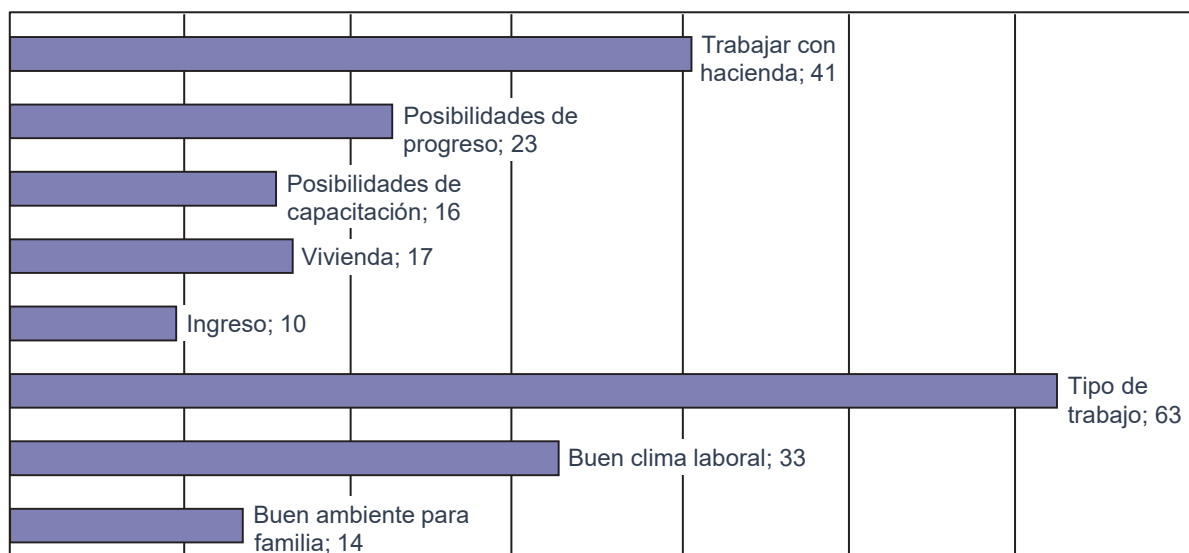 Trabajar con
hacienda; 41
Posibilidades de
progreso; 23
Posibilidades de
capacitación; 16
Vivienda; 17
Ingreso; 10
Tipo de
trabajo; 63
Buen clima laboral; 33
Buen ambiente para
familia; 14